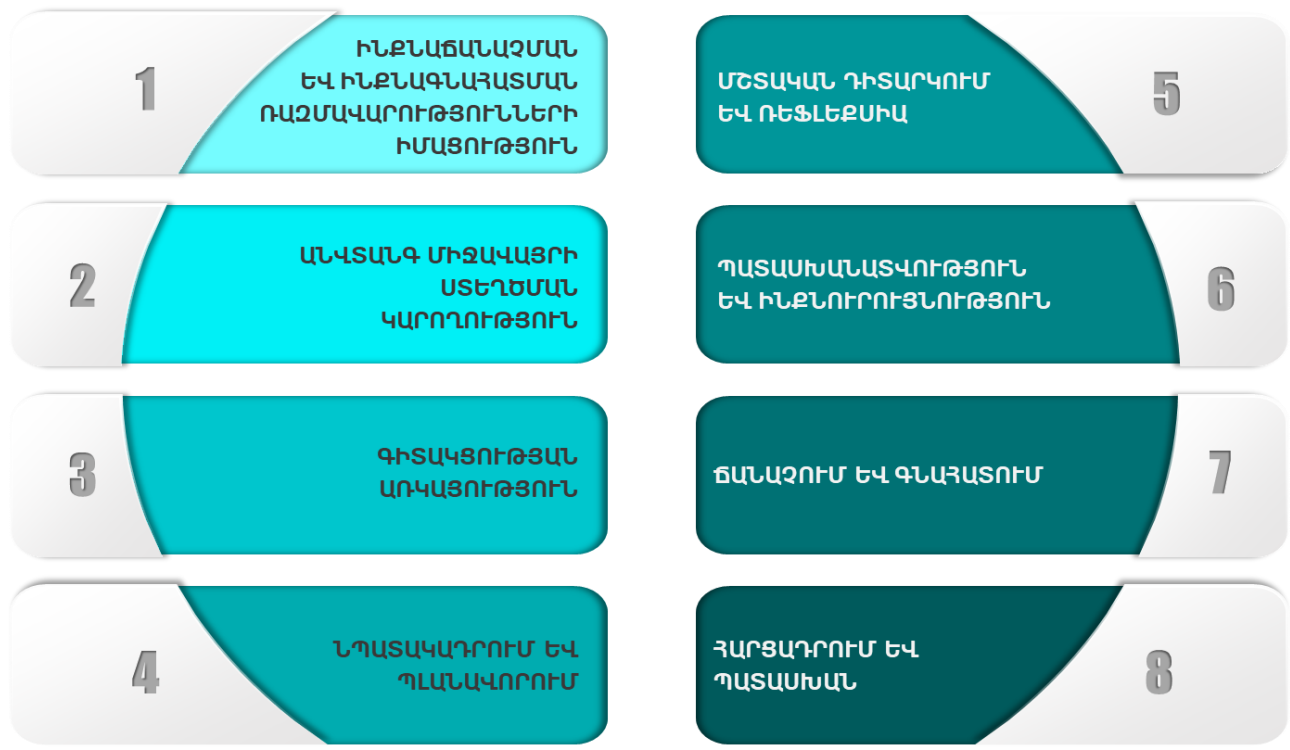 1
ԻՆՔՆԱՃԱՆԱՉՄԱՆ
ԵՎ ԻՆՔՆԱԳՆԱՀԱՏՄԱՆ
ՌԱԶՄԱՎԱՐՈՒԹՅՈՒՆՆԵՐԻ
ԻՄԱՑՈՒԹՅՈՒՆ
2
ԱՆՎՏԱՆԳ ՄԻՋԱՎԱՅՐԻ
ՍՏԵՂԾՄԱՆ
ԿԱՐՈՂՈՒԹՅՈՒՆ
3
ԳԻՏԱԿՑՈՒԹՅԱՆ
ԱՌԿԱՅՈՒԹՅՈՒՆ
4
ՆՊԱՏԱԿԱԴՐՈՒՄ ԵՎ
ՊԼԱՆԱՎՈՐՈՒՄ
ՄՇՏԱԿԱՆ ԴԻՏԱՐԿՈՒՄ
ԵՎ ՌԵՖԼԵՔՍԻԱ
5
ՊԱՏԱՍԽԱՆԱՏՎՈՒԹՅՈՒՆ
ԵՎ ԻՆՔՆՈՒՐՈՒՅՆՈՒԹՅՈՒՆ
6
ՃԱՆԱՉՈՒՄ ԵՎ ԳՆԱՀԱՏՈՒՄ
7
ՀԱՐՑԱԴՐՈՒՄ ԵՎ
ՊԱՏԱՍԽԱՆ
8